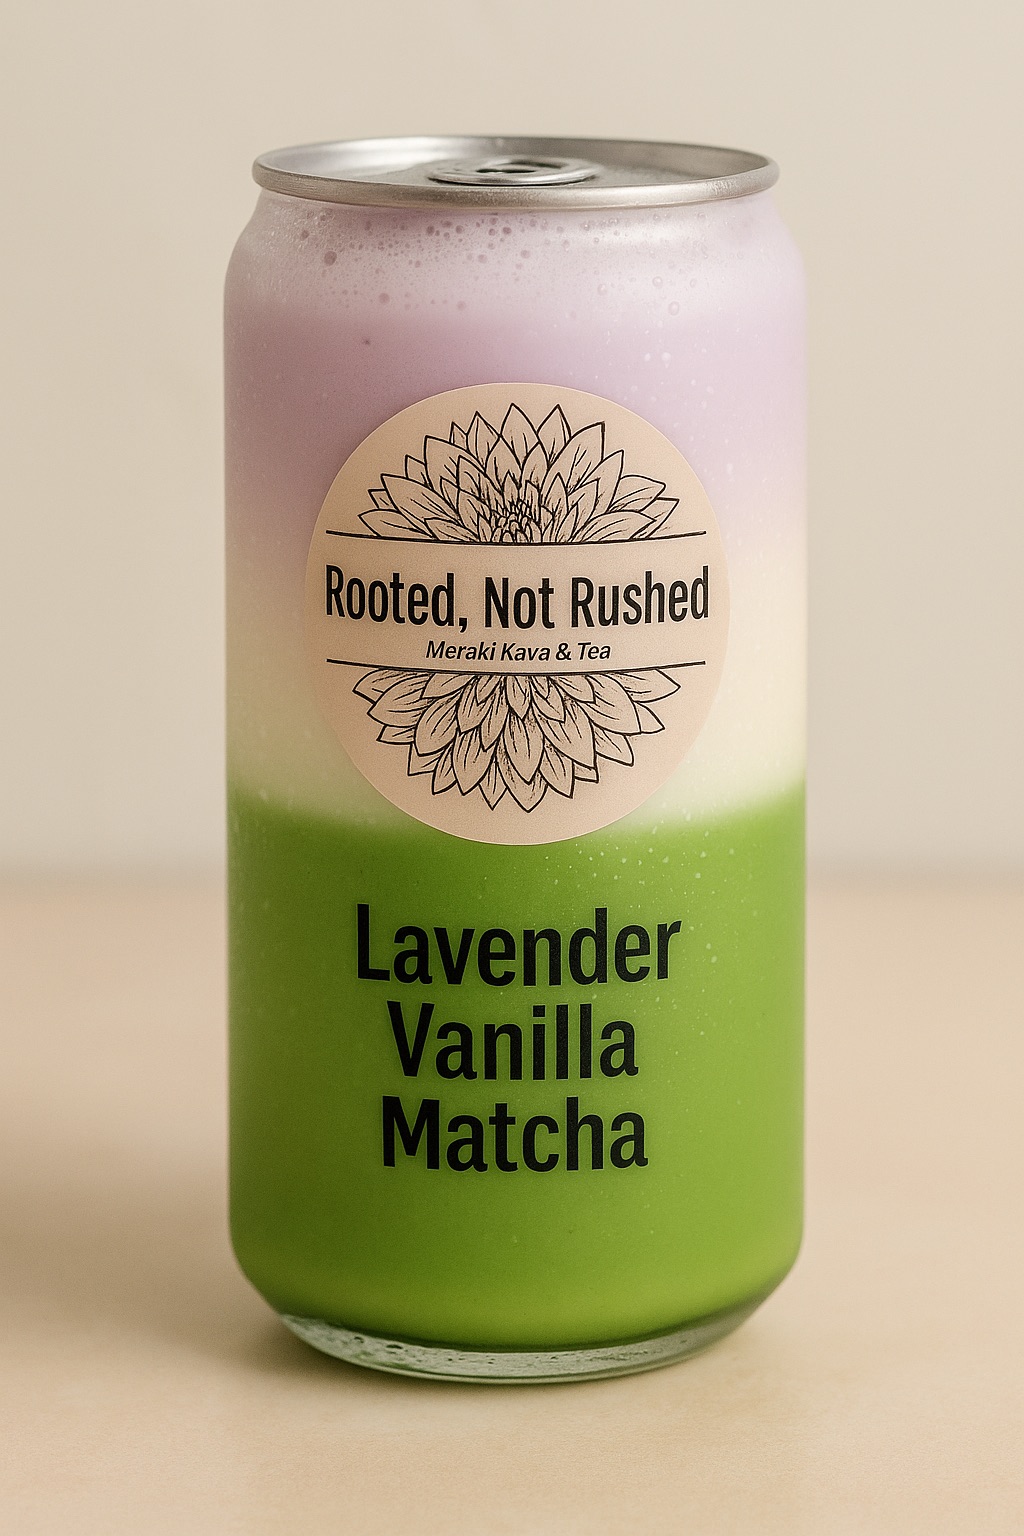 Rooted, Not Rushed
Meraki Kava & Tea
Lavender
Vanilla
Matcha